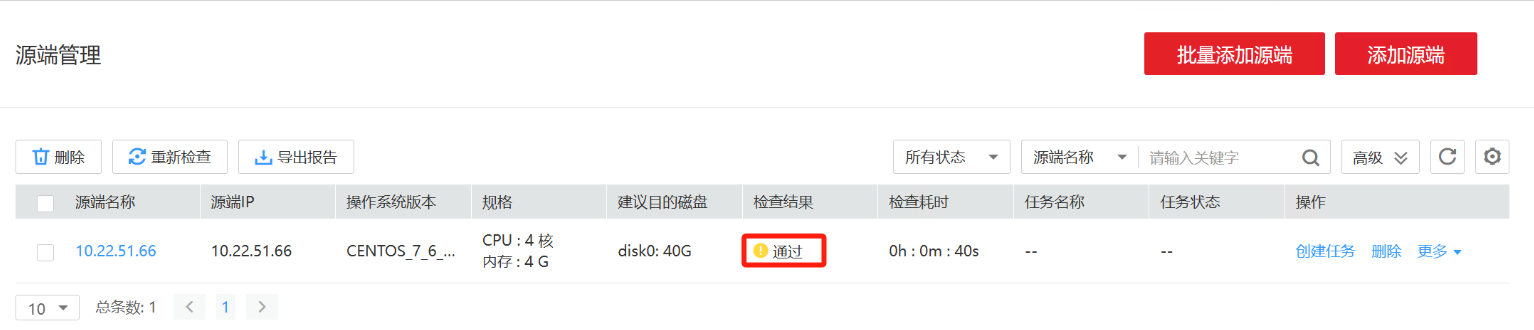 源端管理
批量添加源端 添加源端
删除 重新检查 导出报告 所有状态 源端名称 请输入关键字 高级
源端名称 源端IP 操作系统版本 规格 建议目的磁盘 检查结果 检查耗时 任务名称 任务状态 操作
10.22.51.66 10.22.51.66 CENTOS_7_6_... CPU : 4 核 disk0: 40G 通过 0h : 0m : 40s -- -- 创建任务 删除 更多
内存 : 4 G
10 总条数: 1 1